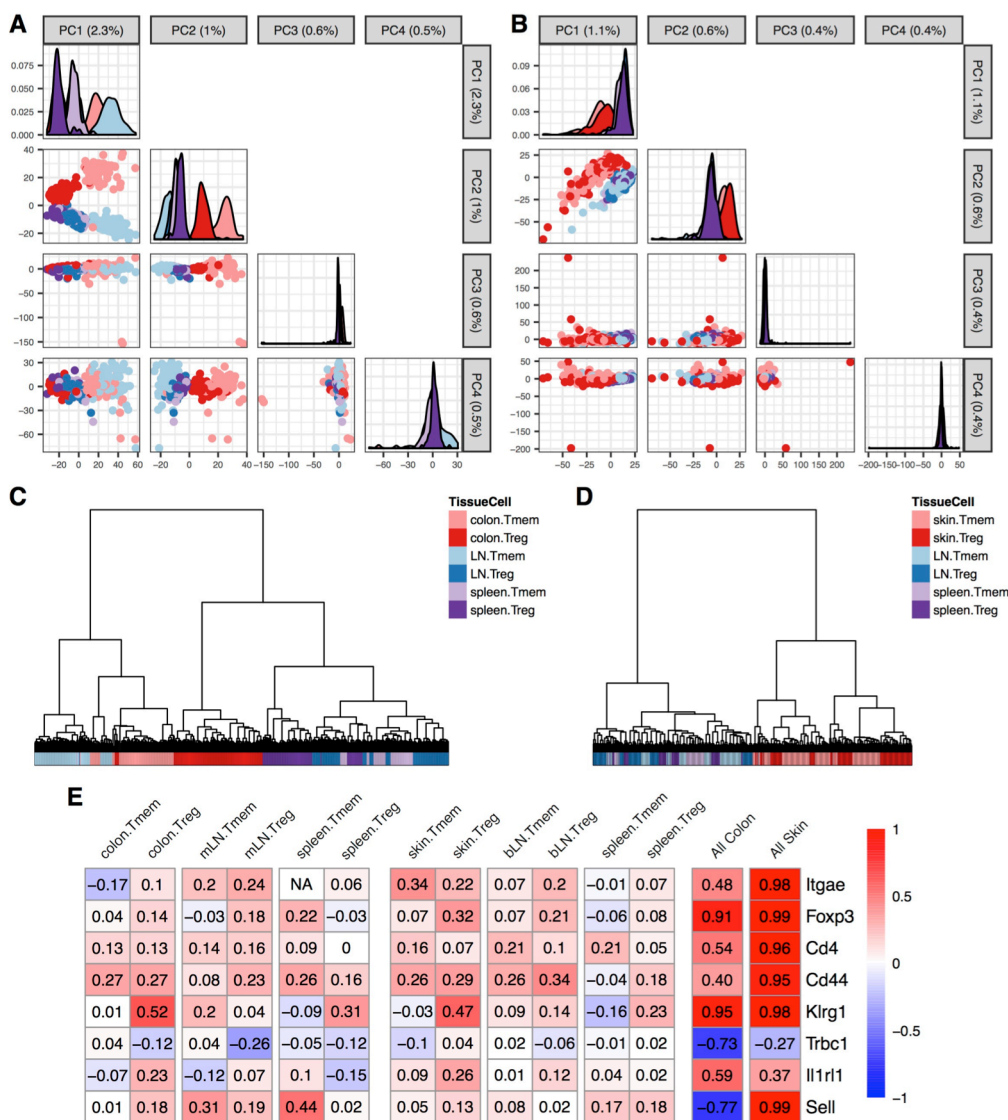 A
PC1 (2.3%) PC2 (1%) PC3 (0.6%) PC4 (0.5%)
0.075
0.050
0.025
0.000
PC1 (2.3%)
40
20
0
−20
PC2 (1%)
0
−50
−100
−150
PC3 (0.6%)
30
0
−30
−60
PC4 (0.5%)
−20 0 20 40 60 −20 0 20 40 −150 −100 −50 0 −60 −30 0 30
B
PC1 (1.1%) PC2 (0.6%) PC3 (0.4%) PC4 (0.4%)
0.09
0.06
0.03
0.00
PC1 (1.1%)
25
0
−25
−50
PC2 (0.6%)
200
150
100
50
0
PC3 (0.4%)
50
0
−50
−100
−150
−200
PC4 (0.4%)
−50 −25 0 25 −50 −25 0 25 0 50 100 150 200 −200 −150 −100 −50 0 50
C
TissueCell
colon.Tmem
colon.Treg
LN.Tmem
LN.Treg
spleen.Tmem
spleen.Treg
D
TissueCell
skin.Tmem
skin.Treg
LN.Tmem
LN.Treg
spleen.Tmem
spleen.Treg
E
colon.Tmem colon.Treg mLN.Tmem mLN.Treg spleen.Tmem spleen.Treg skin.Tmem skin.Treg bLN.Tmem bLN.Treg spleen.Tmem spleen.Treg All Colon All Skin
−0.17 0.1 0.2 0.24 NA 0.06 0.34 0.22 0.07 0.2 −0.01 0.07 0.48 0.98 Itgae
0.04 0.14 −0.03 0.18 0.22 −0.03 0.07 0.32 0.07 0.21 −0.06 0.08 0.91 0.99 Foxp3
0.13 0.13 0.14 0.16 0.09 0 0.16 0.07 0.21 0.1 0.21 0.05 0.54 0.96 Cd4
0.27 0.27 0.08 0.23 0.26 0.16 0.26 0.29 0.26 0.34 −0.04 0.18 0.40 0.95 Cd44
0.01 0.52 0.2 0.04 −0.09 0.31 −0.03 0.47 0.09 0.14 −0.16 0.23 0.95 0.98 Klrg1
0.04 −0.12 0.04 −0.26 −0.05 −0.12 −0.1 0.04 0.02 −0.06 −0.01 0.02 −0.73 −0.27 Trbc1
−0.07 0.23 −0.12 0.07 0.1 −0.15 0.09 0.26 0.01 0.12 0.04 0.02 0.59 0.37 Il1rl1
0.01 0.18 0.31 0.19 0.44 0.02 0.05 0.13 0.08 0.02 0.17 0.18 −0.77 0.99 Sell
1
0.5
0
−0.5
−1